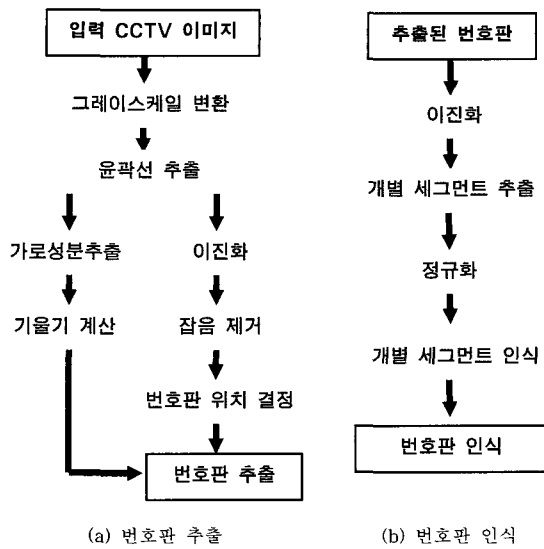 입력 CCTV 이미지
그레이스케일 변환
윤곽선 추출
가로성분추출
이진화
기울기 계산
잡음 제거
번호판 위치 결정
번호판 추출
(a) 번호판 추출
추출된 번호판
이진화
개별 세그먼트 추출
정규화
개별 세그먼트 인식
번호판 인식
(b) 번호판 인식